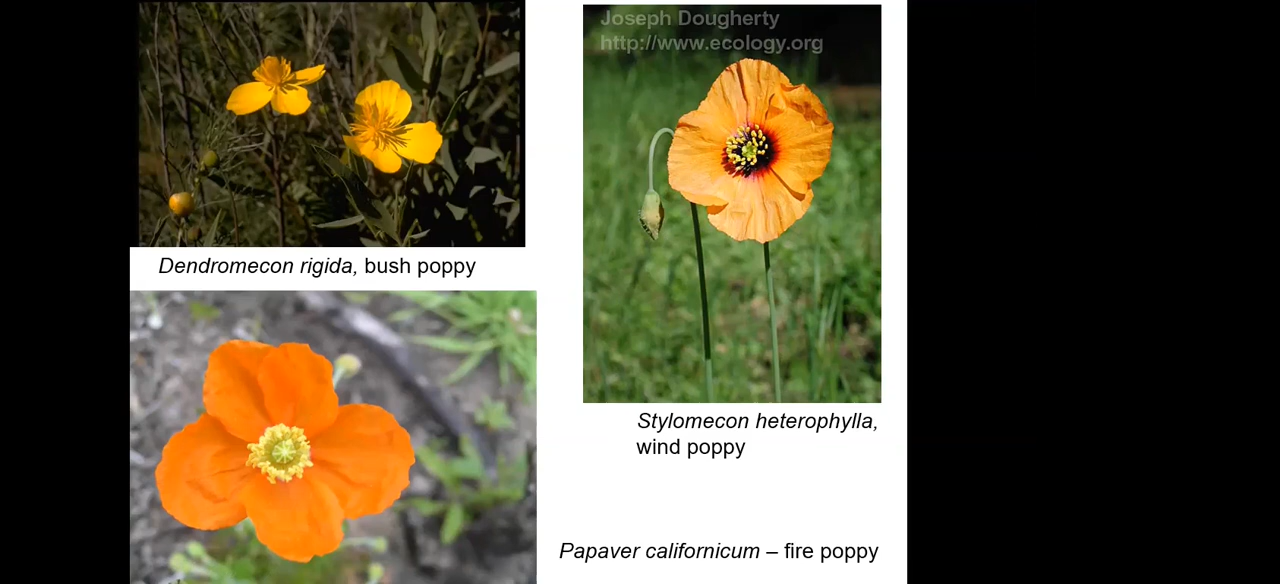 Joseph Dougherty
http://www.ecology.org
Dendromecon rigida, bush poppy
Stylomecon heterophylla,
wind poppy
Papaver californicum – fire poppy